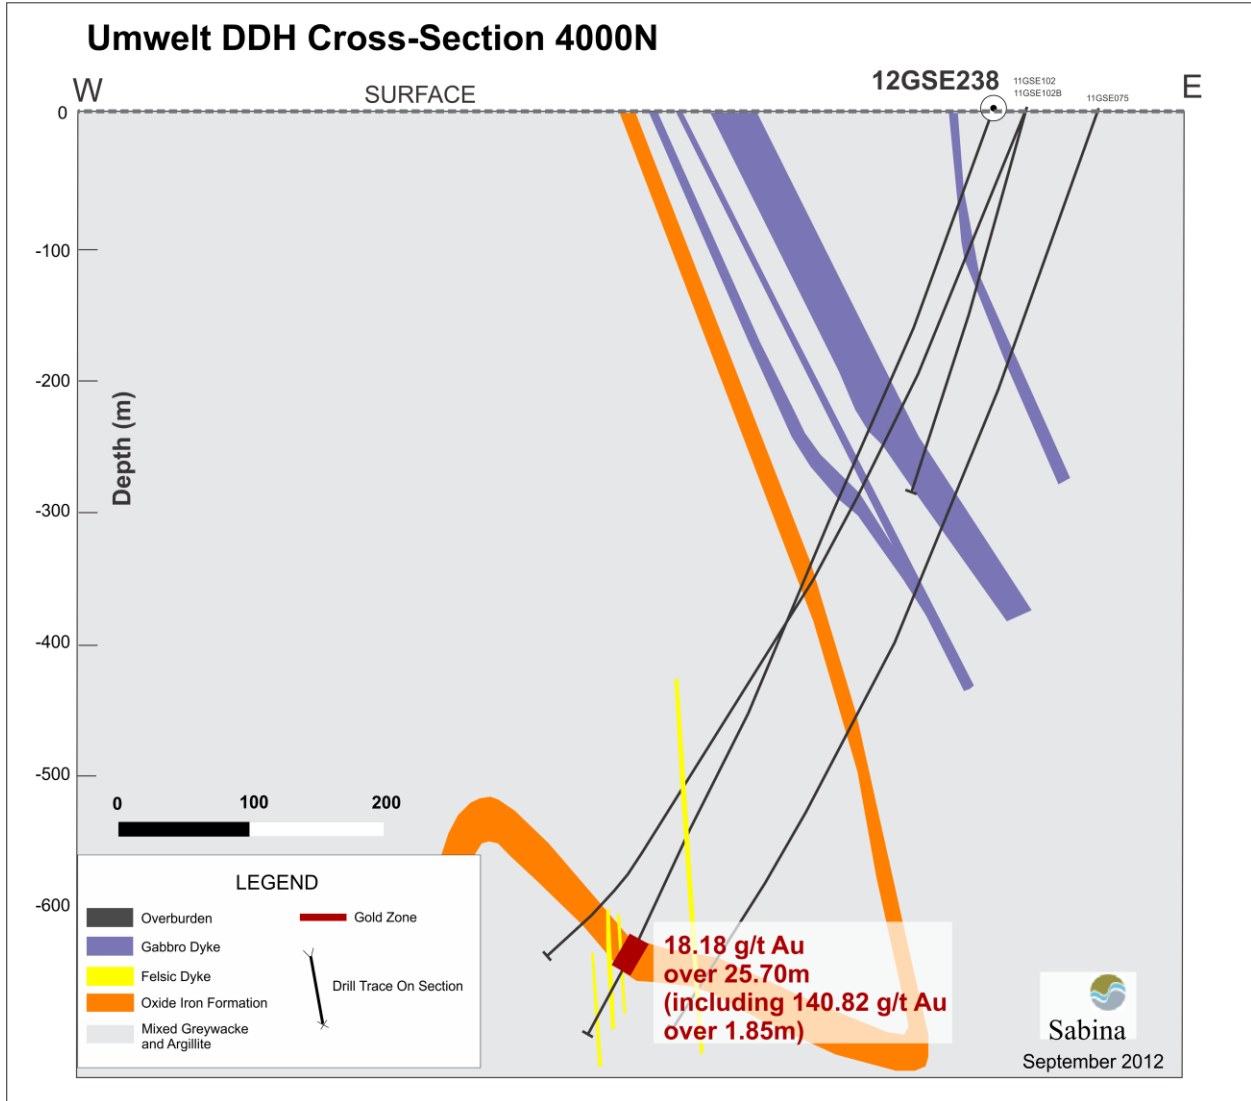 Umwelt DDH Cross-Section 4000N
W
SURFACE
12GSE238
11GSE102
11GSE102B
11GSE075
E
0
-100
-200
-300
-400
-500
-600
Depth (m)
0 100 200
LEGEND
Overburden
Gabbro Dyke
Felsic Dyke
Oxide Iron Formation
Mixed Greywacke
and Argillite
Gold Zone
Drill Trace On Section
18.18 g/t Au
over 25.70m
(including 140.82 g/t Au
over 1.85m)
Sabina
September 2012